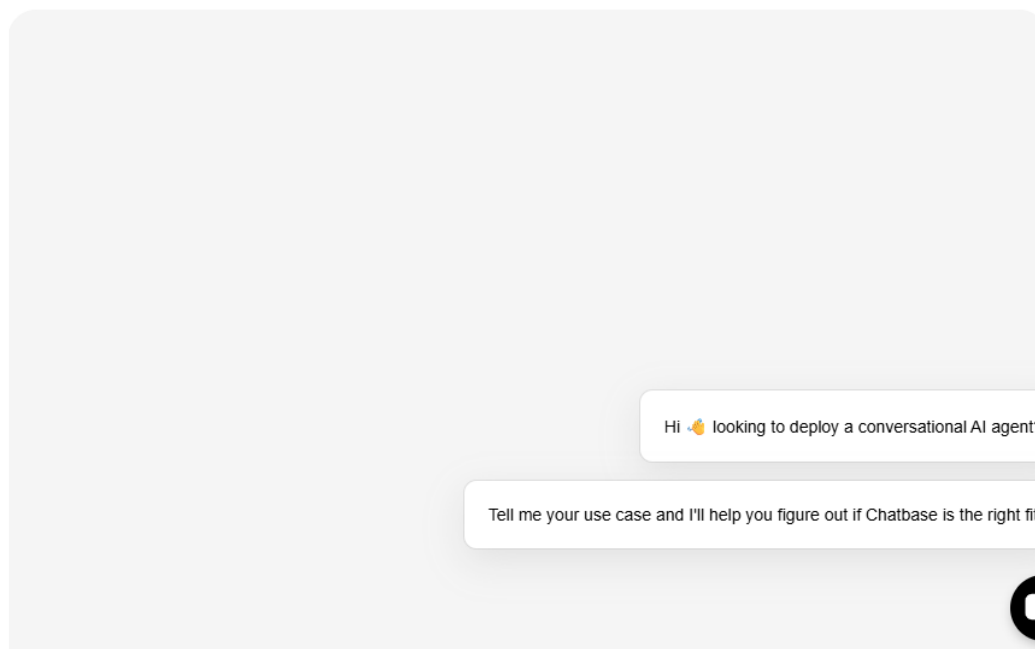 Hi 👋 looking to deploy a conversational AI agent?
Tell me your use case and I'll help you figure out if Chatbase is the right fit